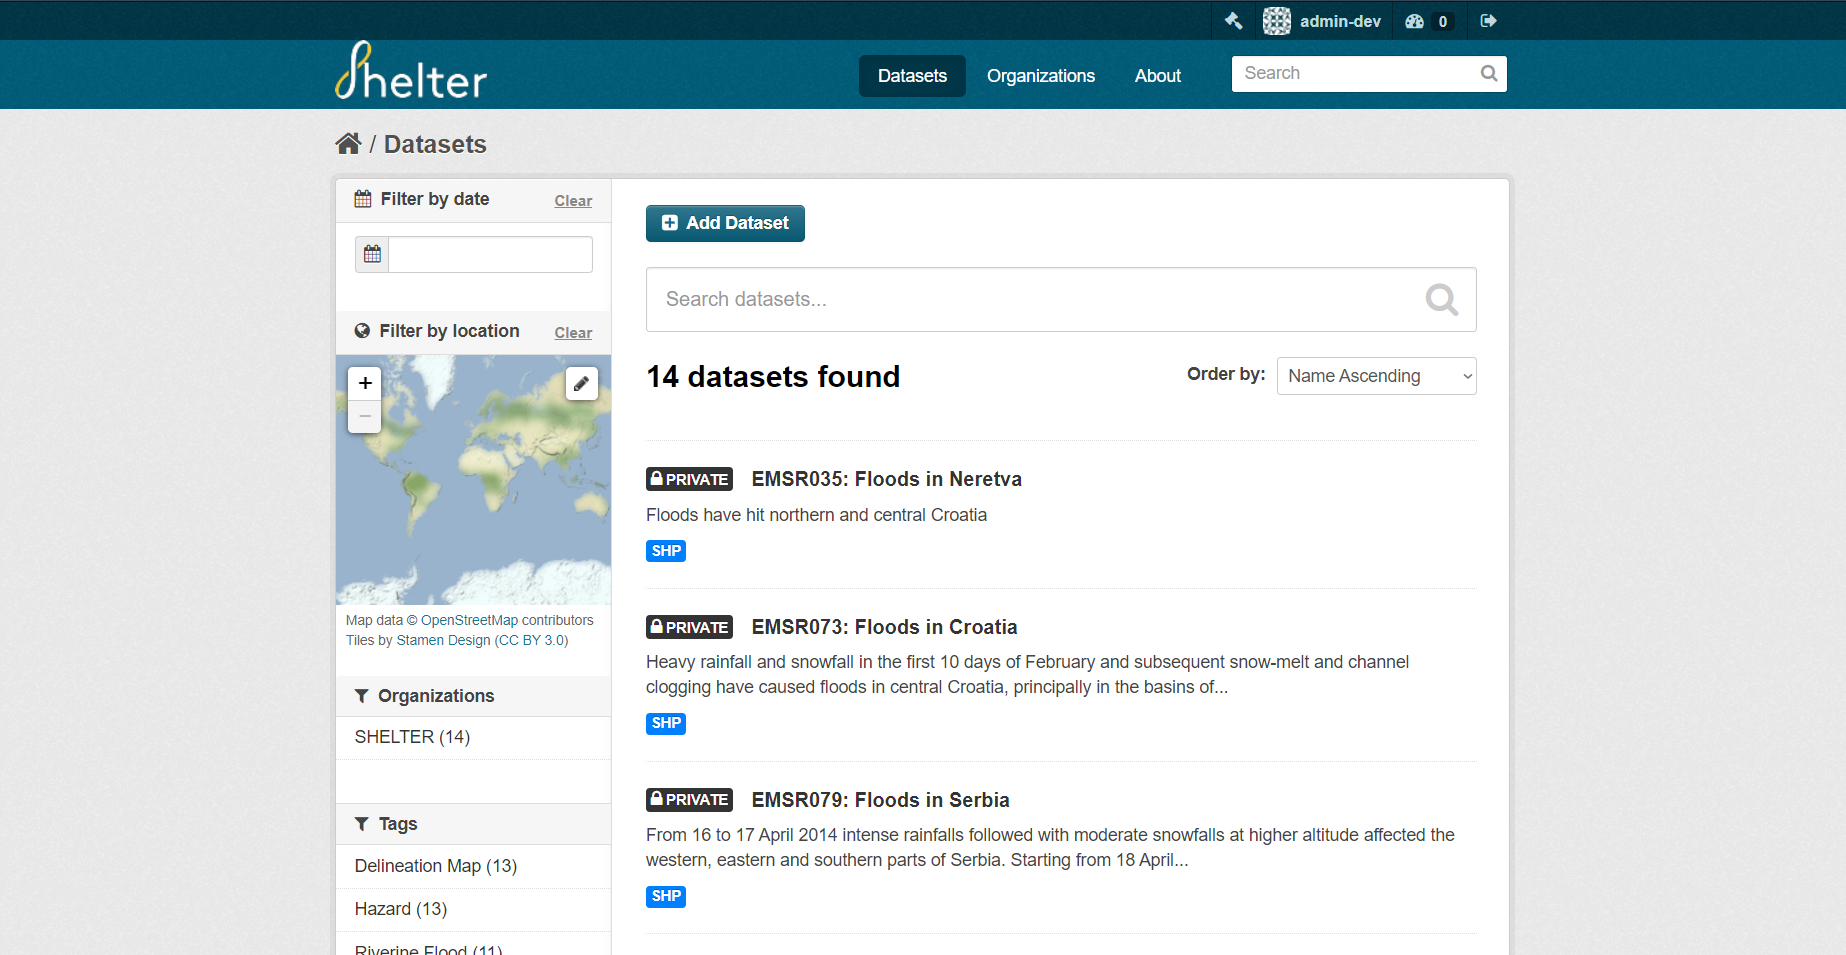 admin-dev
0
Shelter
Datasets
Organizations
About
Search
/ Datasets
Filter by date
Clear
Filter by location
Clear
+
−
Map data © OpenStreetMap contributors
Tiles by Stamen Design (CC BY 3.0)
Organizations
SHELTER (14)
Tags
Delineation Map (13)
Hazard (13)
Riverine Flood (11)
Add Dataset
Search datasets...
14 datasets found
Order by:
Name Ascending
PRIVATE EMSR035: Floods in Neretva
Floods have hit northern and central Croatia
SHP
PRIVATE EMSR073: Floods in Croatia
Heavy rainfall and snowfall in the first 10 days of February and subsequent snow-melt and channel
clogging have caused floods in central Croatia, principally in the basins of...
SHP
PRIVATE EMSR079: Floods in Serbia
From 16 to 17 April 2014 intense rainfalls followed with moderate snowfalls at higher altitude affected the
western, eastern and southern parts of Serbia. Starting from 18 April...
SHP